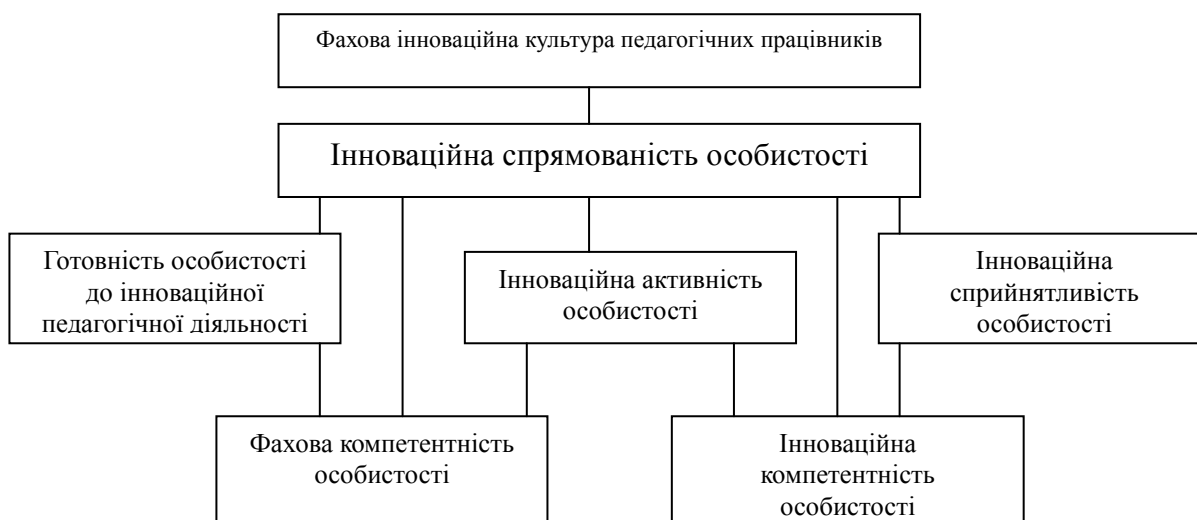 Фахова інноваційна культура педагогічних працівників
Інноваційна спрямованість особистості
Готовність особистості
до інноваційної
педагогічної діяльності
Інноваційна активність
особистості
Інноваційна
сприйнятливість
особистості
Фахова компетентність
особистості
Інноваційна
компетентність
особистості